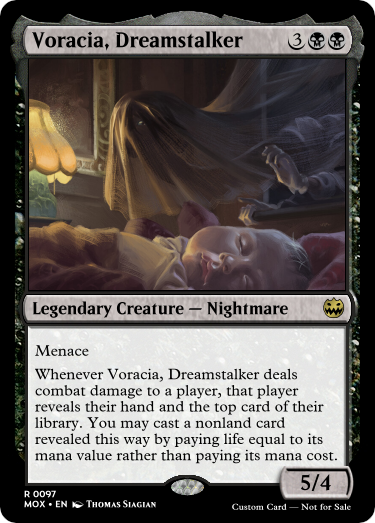 Voracia, Dreamstalker 3
Legendary Creature — Nightmare
Menace
Whenever Voracia, Dreamstalker deals
combat damage to a player, that player
reveals their hand and the top card of their
library. You may cast a nonland card
revealed this way by paying life equal to its
mana value rather than paying its mana cost.
5/4
R 0097
MOX • EN Thomas Siagian
Custom Card — Not for Sale